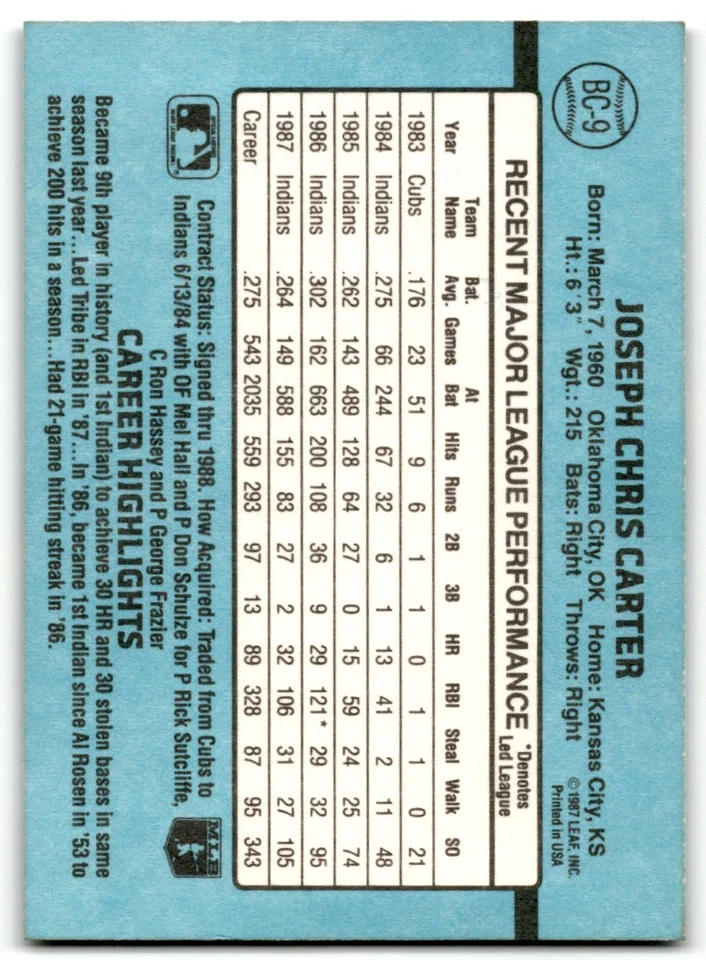 BC-9
JOSEPH CHRIS CARTER
Born: March 7, 1960 Oklahoma City, OK Home: Kansas City, KS
Ht.: 6'3" Wgt.: 215 Bats: Right Throws: Right
©1987 LEAF, INC.
Printed in USA
RECENT MAJOR LEAGUE PERFORMANCE *Denotes Led League
Year Team Name Bat. Avg. Games At Bat Hits Runs 2B 3B HR RBI Steal Walk SO
1983 Cubs .176 23 51 9 6 1 1 0 1 1 0 21
1984 Indians .275 66 244 67 32 6 1 13 41 2 11 48
1985 Indians .262 143 489 128 64 27 0 15 59 24 25 74
1986 Indians .302 162 663 200 108 36 9 29 121* 29 32 95
1987 Indians .264 149 588 155 83 27 2 32 106 31 27 105
Career .275 543 2035 559 293 97 13 89 328 87 95 343
Contract Status: Signed thru 1988. How Acquired: Traded from Cubs to
Indians 6/13/84 with OF Mel Hall and P Don Schulze for P Rick Sutcliffe,
C Ron Hassey and P George Frazier
MLB
CAREER HIGHLIGHTS
Became 9th player in history (and 1st Indian) to achieve 30 HR and 30 stolen bases in same
season last year...Led Tribe in RBI in '87...In '86, became 1st Indian since Al Rosen in '53 to
achieve 200 hits in a season...Had 21-game hitting streak in '86.